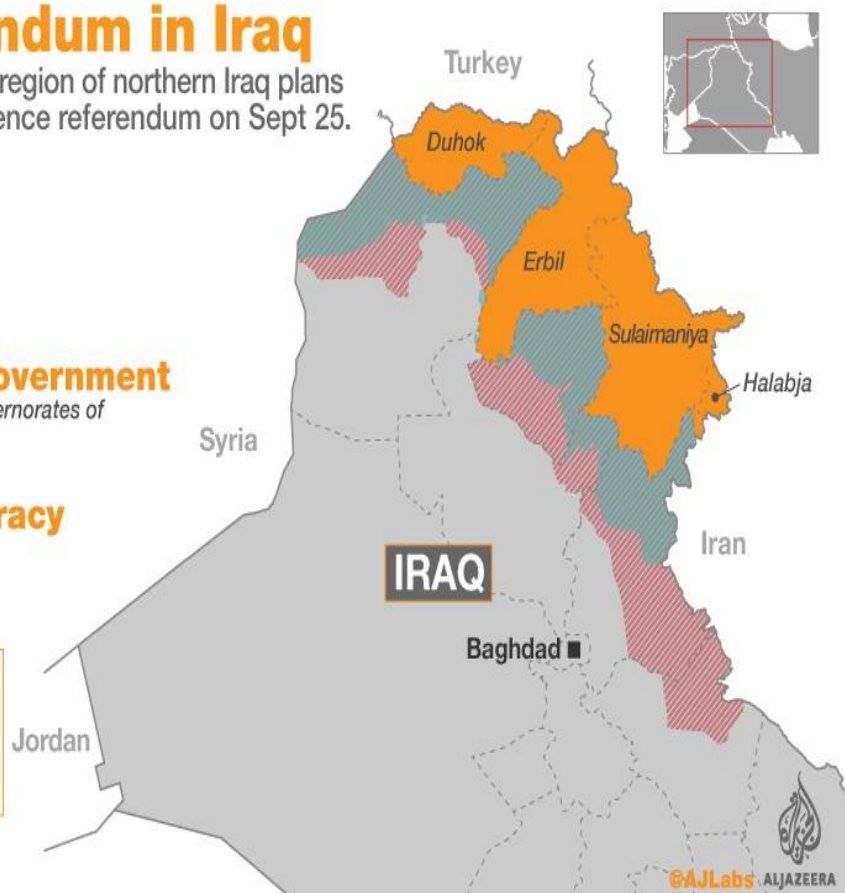 ndum in Iraq
region of northern Iraq plans
ence referendum on Sept 25.
Turkey
Duhok
Erbil
Sulaimaniya
overnment
ernorates of
Halabja
Syria
racy
Iran
IRAQ
Baghdad
Jordan
@AJLabs
ALJAZEERA